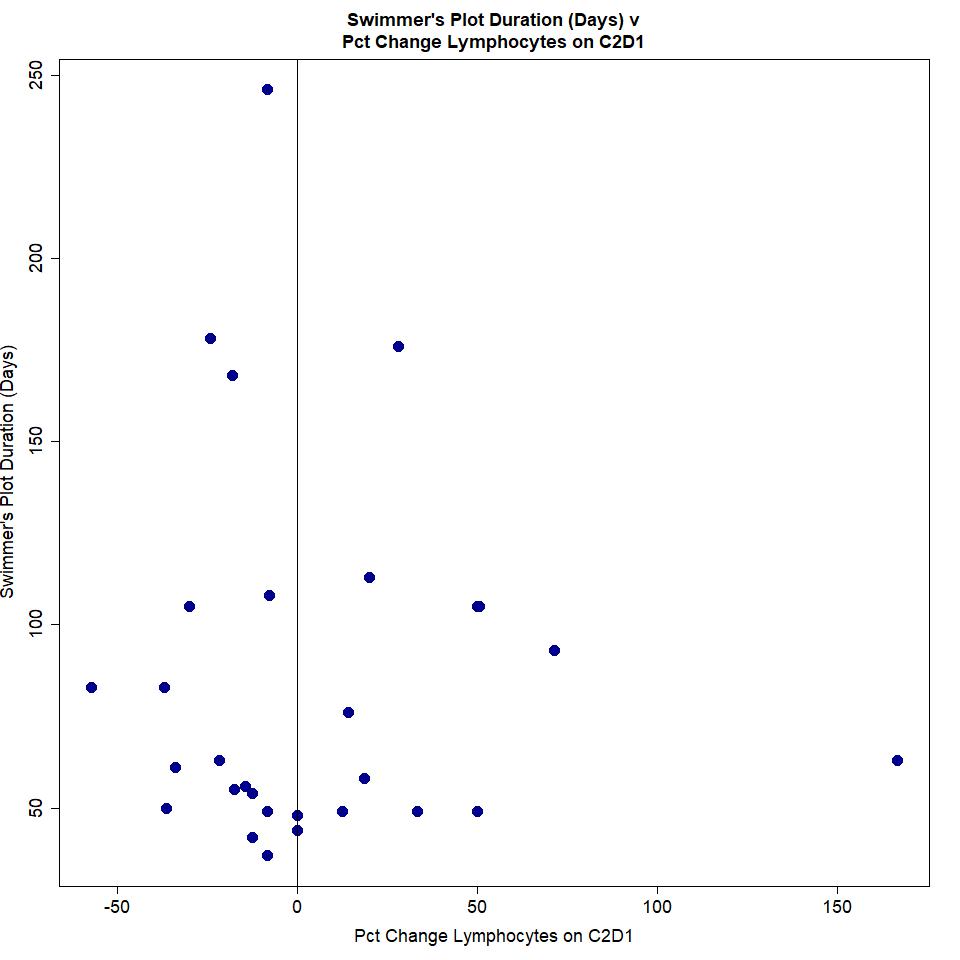 Swimmer's Plot Duration (Days) v
Pct Change Lymphocytes on C2D1
Swimmer's Plot Duration (Days)
250
200
150
100
50
-50
0
50
100
150
Pct Change Lymphocytes on C2D1